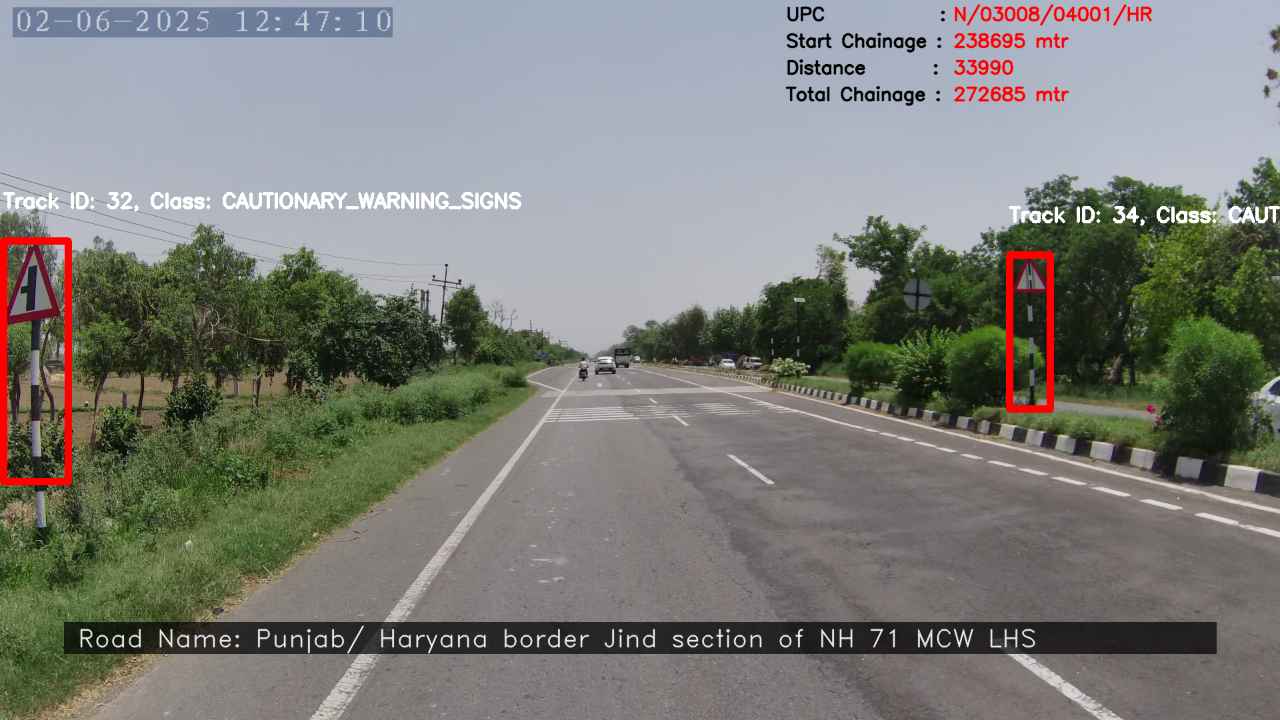 02-06-2025 12:47:10
UPC : N/03008/04001/HR
Start Chainage : 238695 mtr
Distance : 33990
Total Chainage : 272685 mtr
Track ID: 32, Class: CAUTIONARY_WARNING_SIGNS
Track ID: 34, Class: CAUT
Road Name: Punjab/ Haryana border Jind section of NH 71 MCW LHS